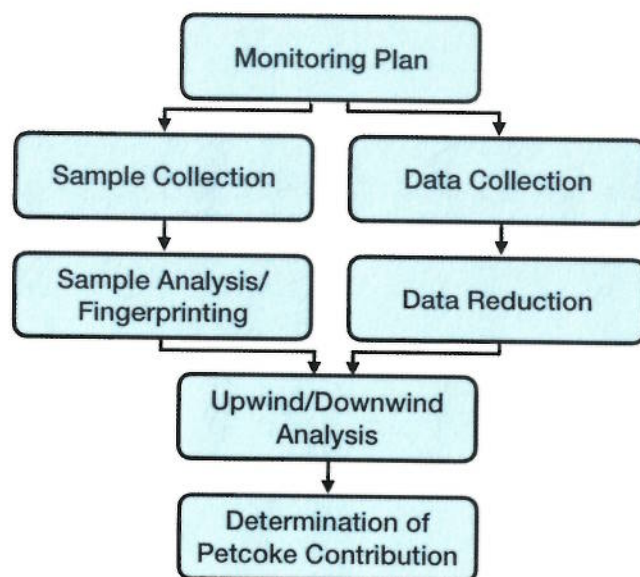 Monitoring Plan
Sample Collection
Data Collection
Sample Analysis/
Fingerprinting
Data Reduction
Upwind/Downwind
Analysis
Determination of
Petcoke Contribution